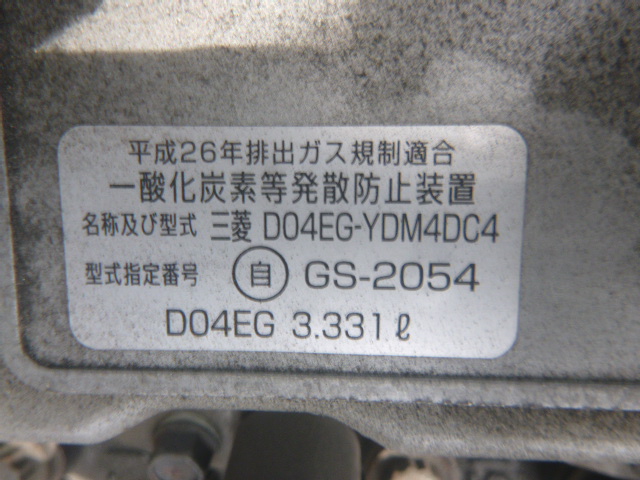 平成26年排出ガス規制適合
一酸化炭素等発散防止装置
名称及び型式 三菱 D04EG-YDM4DC4
型式指定番号 自 GS-2054
D04EG 3.331ℓ